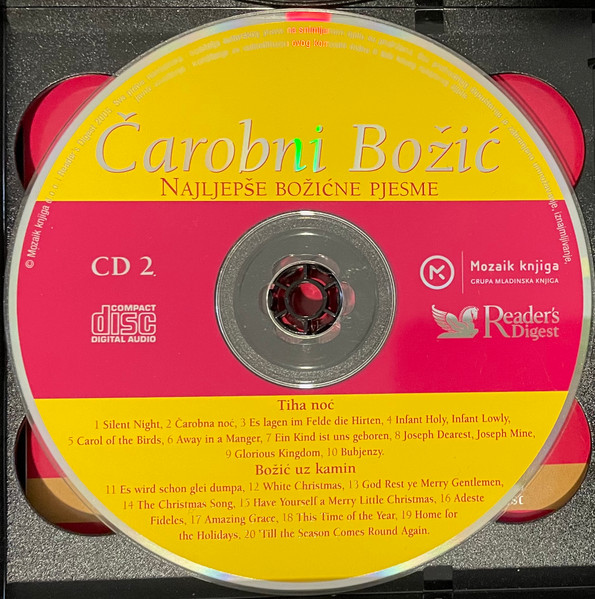 Čarobni Božić
NAJLJEPŠE BOŽIĆNE PJESME
© Mozaik knjiga
CD 2
COMPACT
disc
DIGITAL AUDIO
Mozaik knjiga
GRUPA MLADINSKA KNJIGA
Reader's
Digest
Tiha noć
1 Silent Night, 2 Čarobna noć, 3 Es lagen im Felde die Hirten, 4 Infant Holy, Infant Lowly,
5 Carol of the Birds, 6 Away in a Manger, 7 Ein Kind ist uns geboren, 8 Joseph Dearest, Joseph Mine,
9 Glorious Kingdom, 10 Bubjenzy.
Božić uz kamin
11 Es wird schon glei dumpa, 12 White Christmas, 13 God Rest ye Merry Gentlemen,
14 The Christmas Song, 15 Have Yourself a Merry Little Christmas, 16 Adeste
Fideles, 17 Amazing Grace, 18 This Time of the Year, 19 Home for
the Holidays, 20 'Till the Season Comes Round Again.